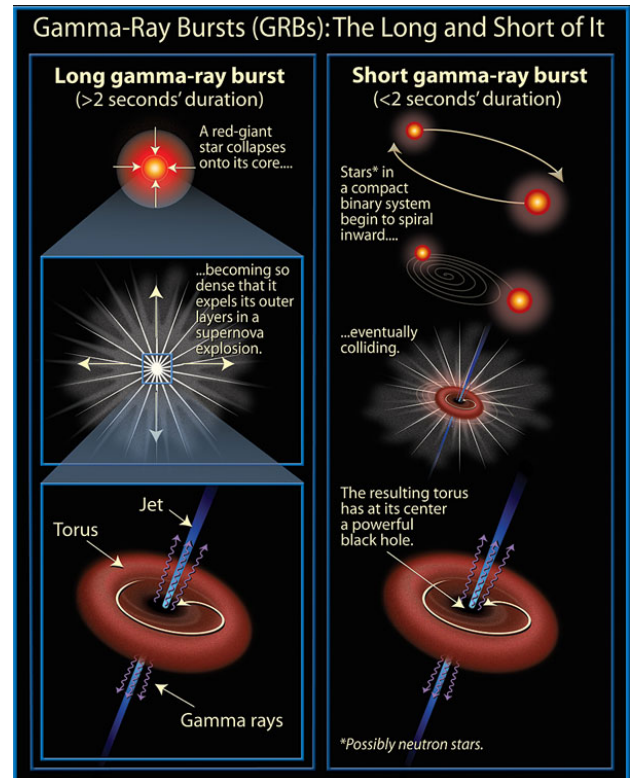 Gamma-Ray Bursts (GRBs): The Long and Short of It
Long gamma-ray burst
(>2 seconds' duration)
A red-giant
star collapses
onto its core....
...becoming so
dense that it
expels its outer
layers in a
supernova
explosion.
Jet
Torus
Gamma rays
Short gamma-ray burst
(<2 seconds' duration)
Stars* in
a compact
binary system
begin to spiral
inward....
...eventually
colliding.
The resulting torus
has at its center
a powerful
black hole.
*Possibly neutron stars.